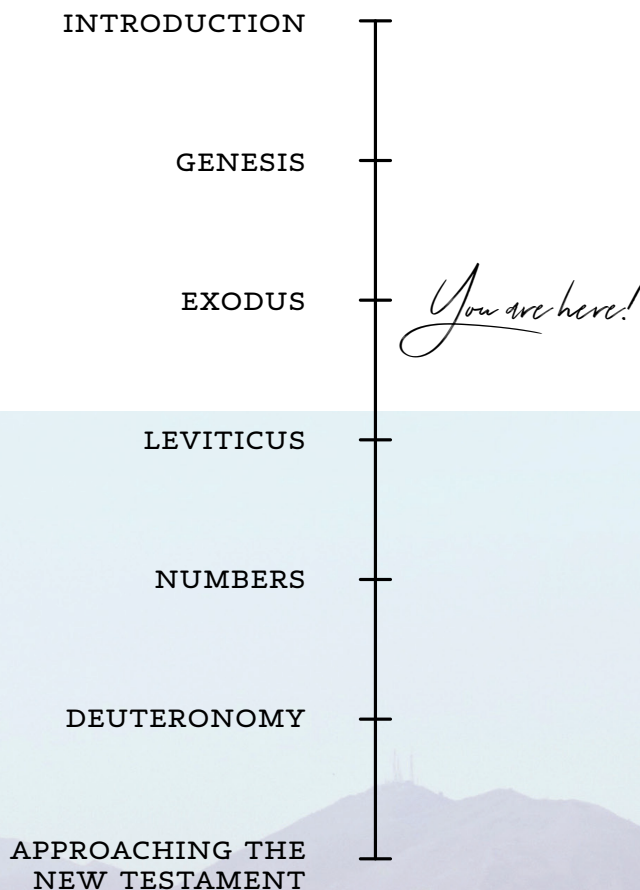 INTRODUCTION
GENESIS
EXODUS
You are here!
LEVITICUS
NUMBERS
DEUTERONOMY
APPROACHING THE
NEW TESTAMENT